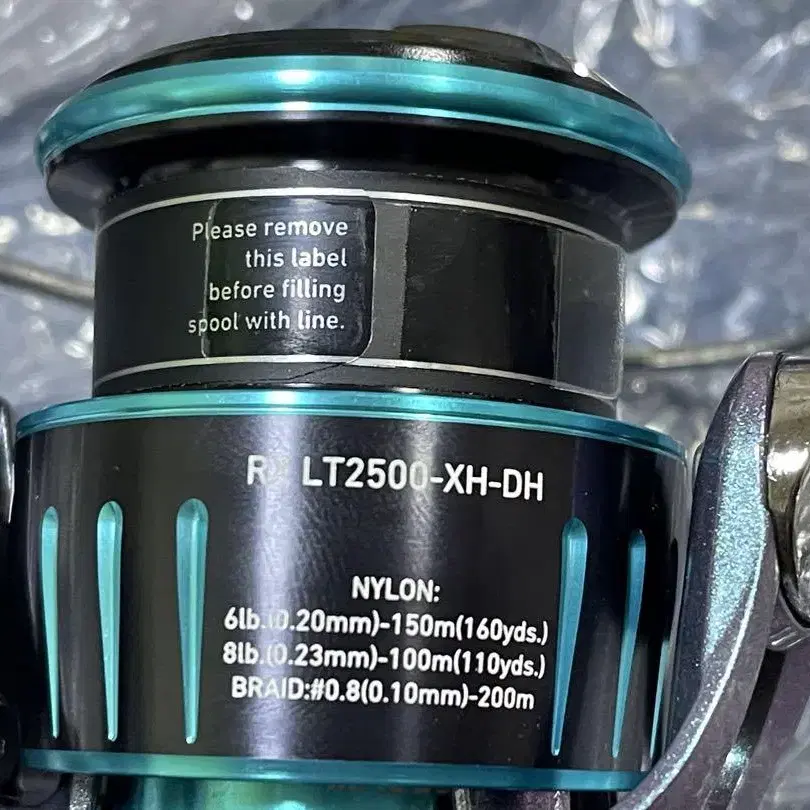 Please remove
this label
before filling
spool with line.
LT2500-XH-DH
NYLON:
6lb.(0.20mm)-150m(160yds.)
8lb.(0.23mm)-100m(110yds.)
BRAID:#0.8(0.10mm)-200m